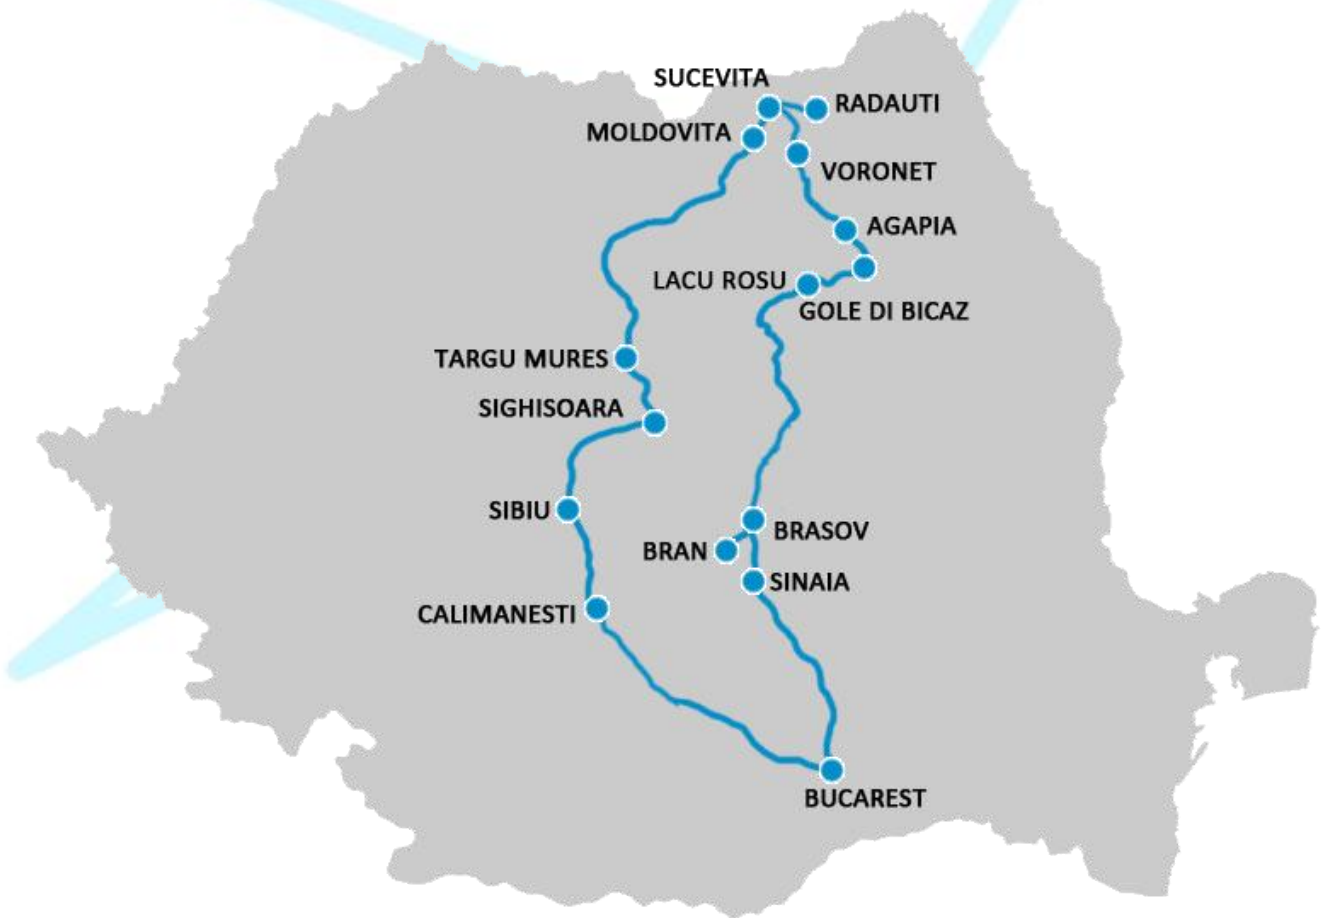 SUCEVITA
RADAUTI
MOLDOVITA
VORONET
AGAPIA
LACU ROSU
GOLE DI BICAZ
TARGU MURES
SIGHISOARA
SIBIU
BRASOV
BRAN
SINAIA
CALIMANESTI
BUCAREST